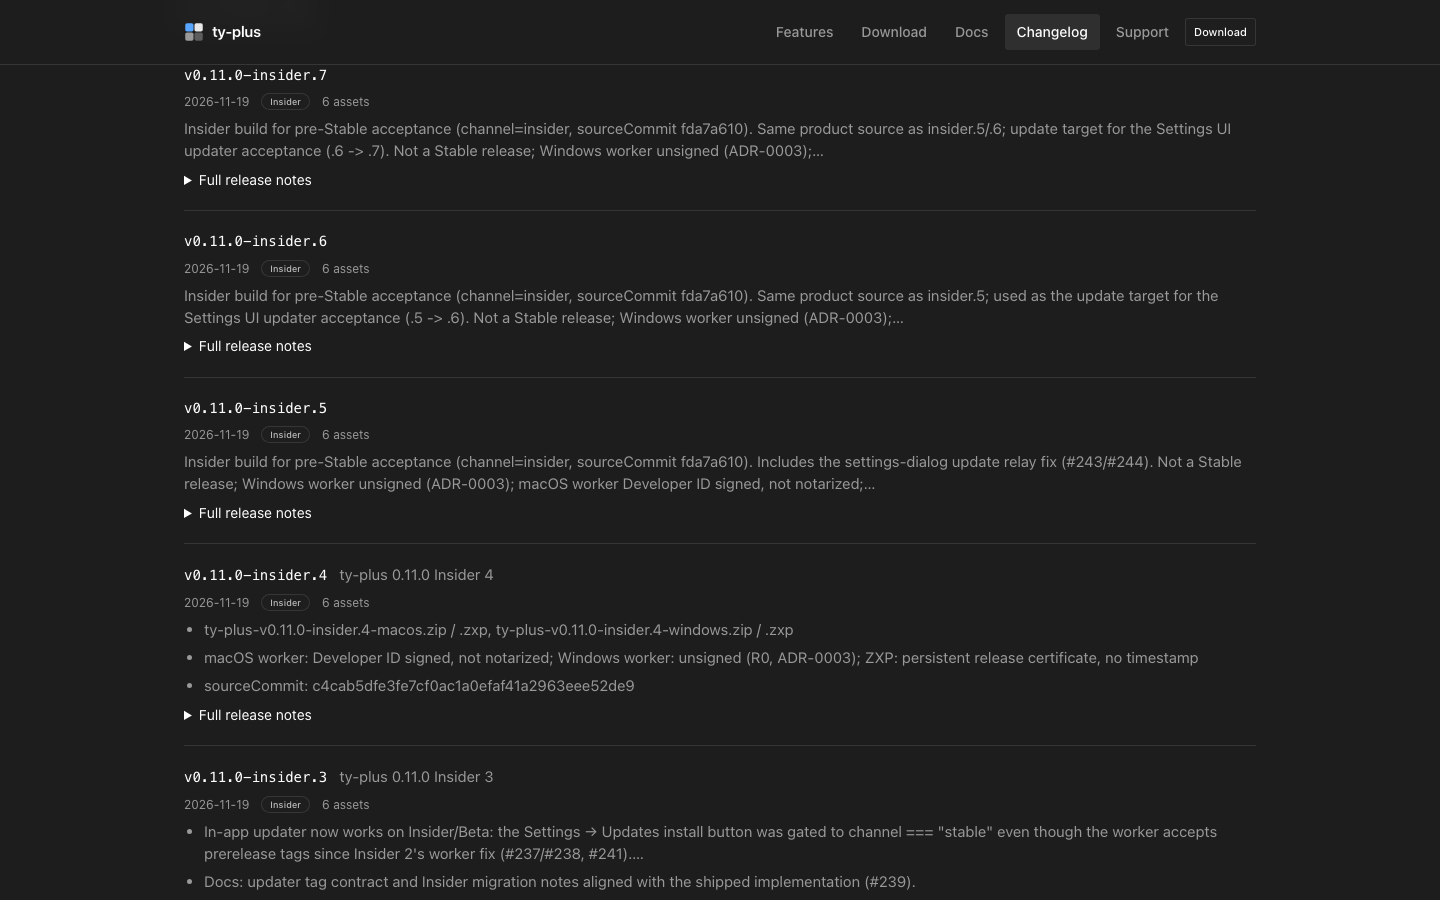 ty-plus
Features
Download
Docs
Changelog
Support
Download
v0.11.0-insider.7
2026-11-19 Insider 6 assets
Insider build for pre-Stable acceptance (channel=insider, sourceCommit fda7a610). Same product source as insider.5/.6; update target for the Settings UI
updater acceptance (.6 -> .7). Not a Stable release; Windows worker unsigned (ADR-0003);...
Full release notes
v0.11.0-insider.6
2026-11-19 Insider 6 assets
Insider build for pre-Stable acceptance (channel=insider, sourceCommit fda7a610). Same product source as insider.5; used as the update target for the
Settings UI updater acceptance (.5 -> .6). Not a Stable release; Windows worker unsigned (ADR-0003);...
Full release notes
v0.11.0-insider.5
2026-11-19 Insider 6 assets
Insider build for pre-Stable acceptance (channel=insider, sourceCommit fda7a610). Includes the settings-dialog update relay fix (#243/#244). Not a Stable
release; Windows worker unsigned (ADR-0003); macOS worker Developer ID signed, not notarized;...
Full release notes
v0.11.0-insider.4 ty-plus 0.11.0 Insider 4
2026-11-19 Insider 6 assets
• ty-plus-v0.11.0-insider.4-macos.zip / .zxp, ty-plus-v0.11.0-insider.4-windows.zip / .zxp
• macOS worker: Developer ID signed, not notarized; Windows worker: unsigned (R0, ADR-0003); ZXP: persistent release certificate, no timestamp
• sourceCommit: c4cab5dfe3fe7cf0ac1a0efaf41a2963eee52de9
Full release notes
v0.11.0-insider.3 ty-plus 0.11.0 Insider 3
2026-11-19 Insider 6 assets
• In-app updater now works on Insider/Beta: the Settings → Updates install button was gated to channel === "stable" even though the worker accepts
prerelease tags since Insider 2's worker fix (#237/#238, #241)....
• Docs: updater tag contract and Insider migration notes aligned with the shipped implementation (#239).